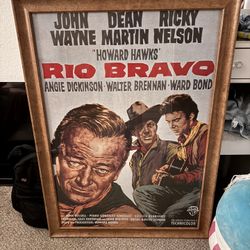 JOHN DEAN RICKY
WAYNE MARTIN NELSON
"HOWARD HAWKS'
RIO BRAVO
ANGIE DICKINSON · WALTER BRENNAN · WARD BOND
TECHNICOLOR